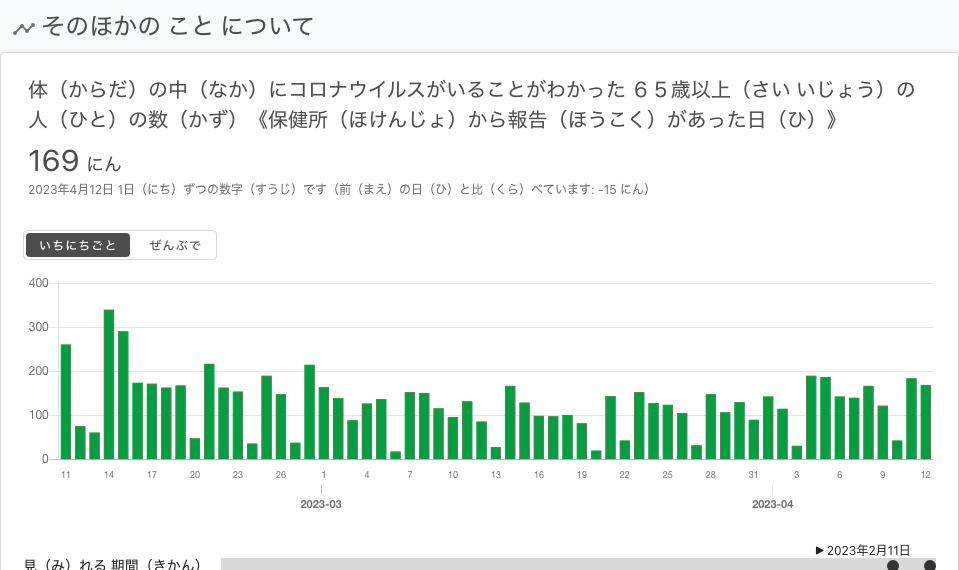 そのほかの こと について
体（からだ）の中（なか）にコロナウイルスがいることがわかった ６５歳以上（さい いじょう）の
人（ひと）の数（かず）《保健所（ほけんじょ）から報告（ほうこく）があった日（ひ）》
169 にん
2023年4月12日 1日（にち）ずつの数字（すうじ）です（前（まえ）の日（ひ）と比（くら）べています: -15 にん）
いちにちごと ぜんぶで
400
300
200
100
0
11 14 17 20 23 26 1 4 7 10 13 16 19 22 25 28 31 3 6 9 12
2023-03 2023-04
▶ 2023年2月11日
見（み）れる 期間（きかん）